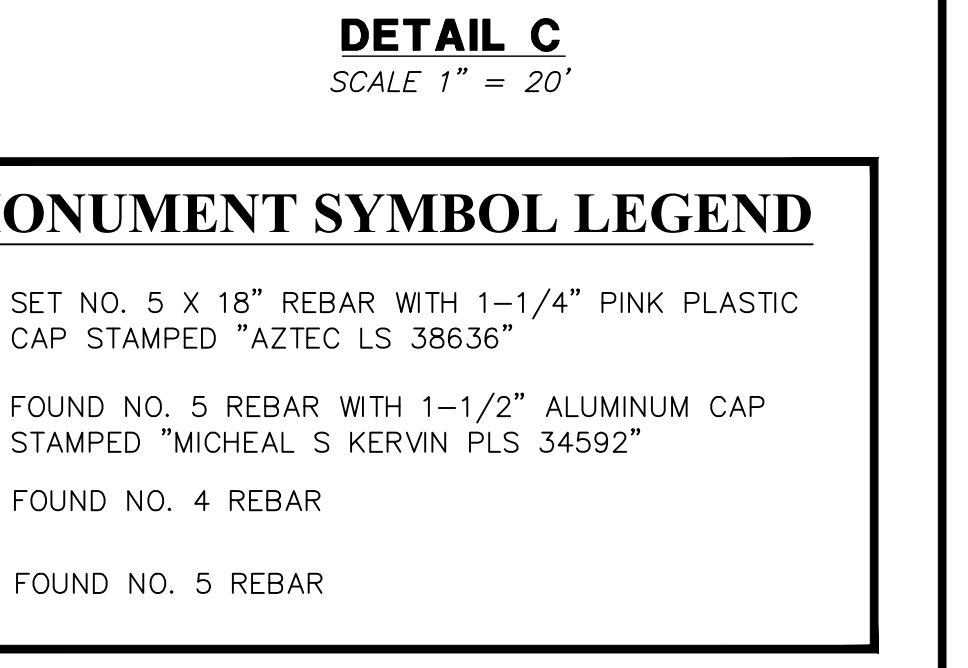 DETAIL C
SCALE 1" = 20'
ONUMENT SYMBOL LEGEND
SET NO. 5 X 18" REBAR WITH 1-1/4" PINK PLASTIC
CAP STAMPED "AZTEC LS 38636"
FOUND NO. 5 REBAR WITH 1-1/2" ALUMINUM CAP
STAMPED "MICHEAL S KERVIN PLS 34592"
FOUND NO. 4 REBAR
FOUND NO. 5 REBAR